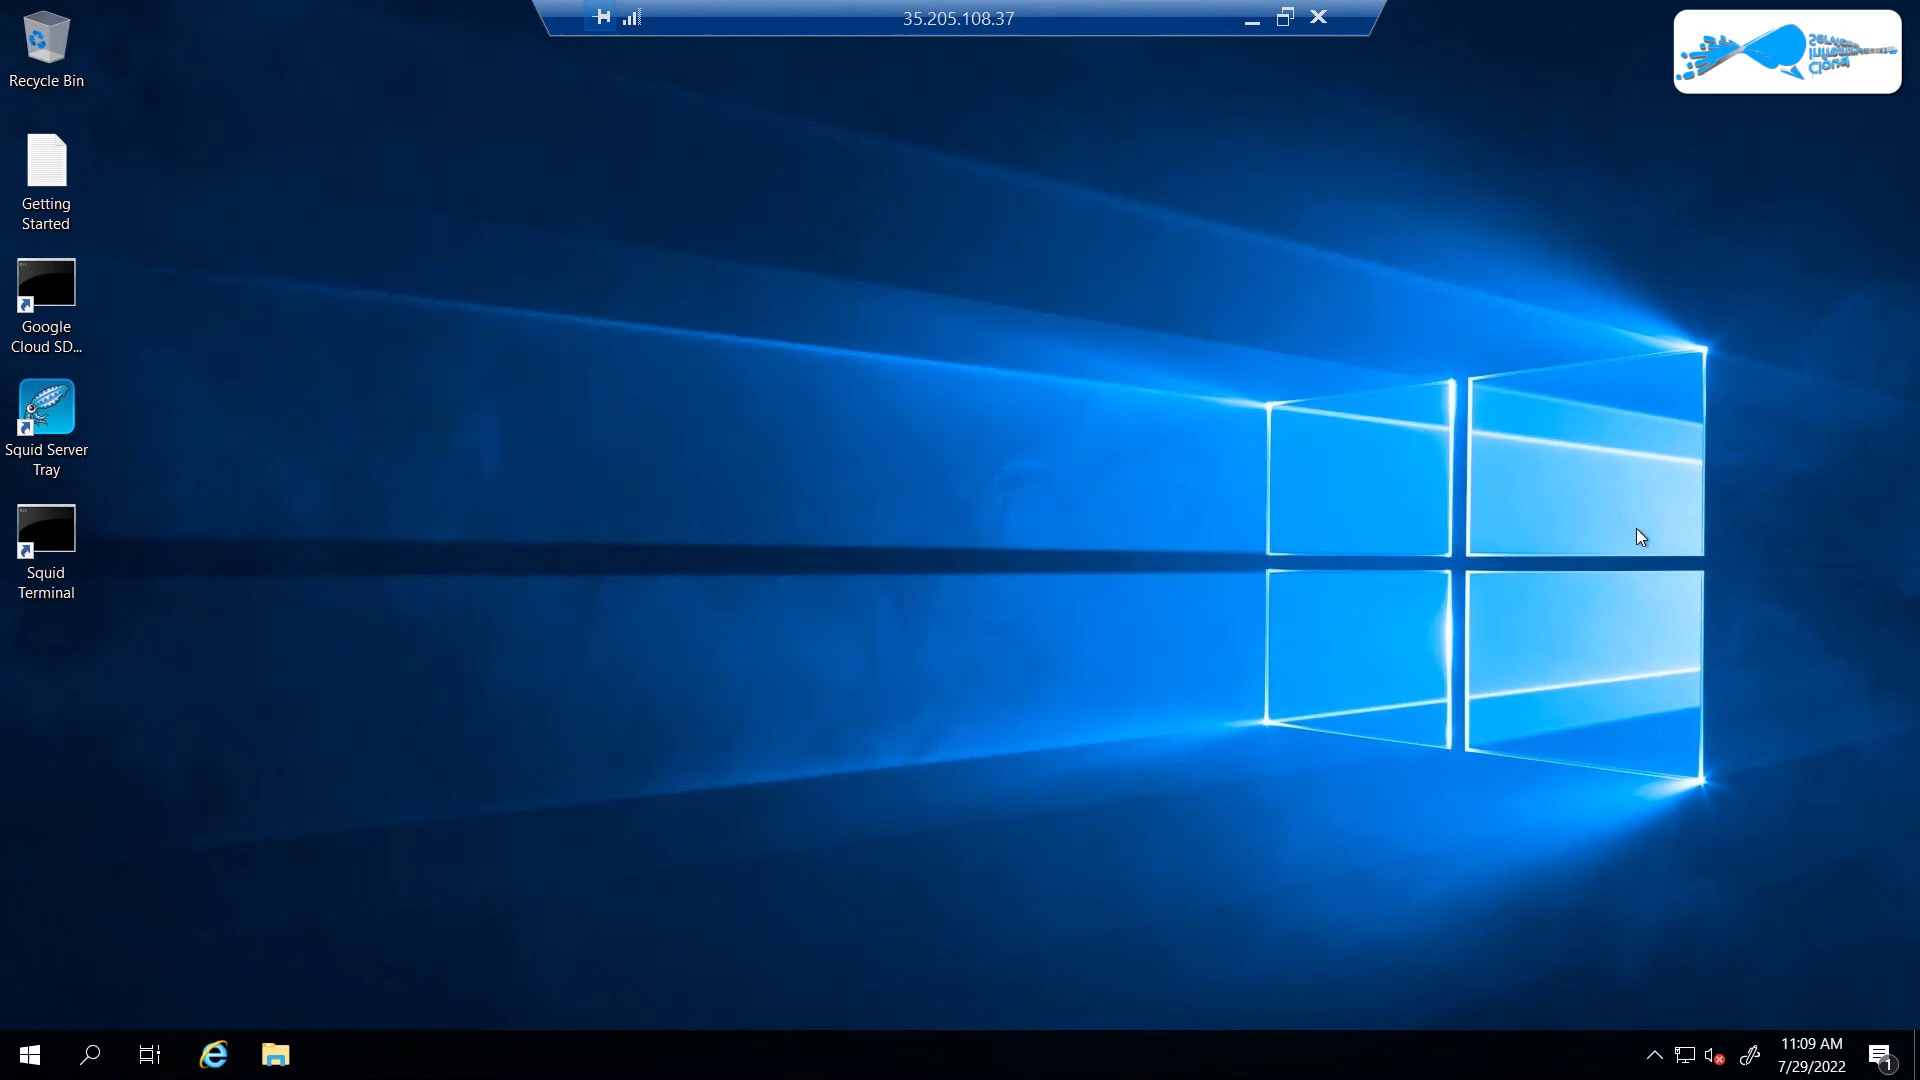 35.205.108.37
Recycle Bin
Getting
Started
Google
Cloud SD...
Squid Server
Tray
Squid
Terminal
11:09 AM
7/29/2022
1